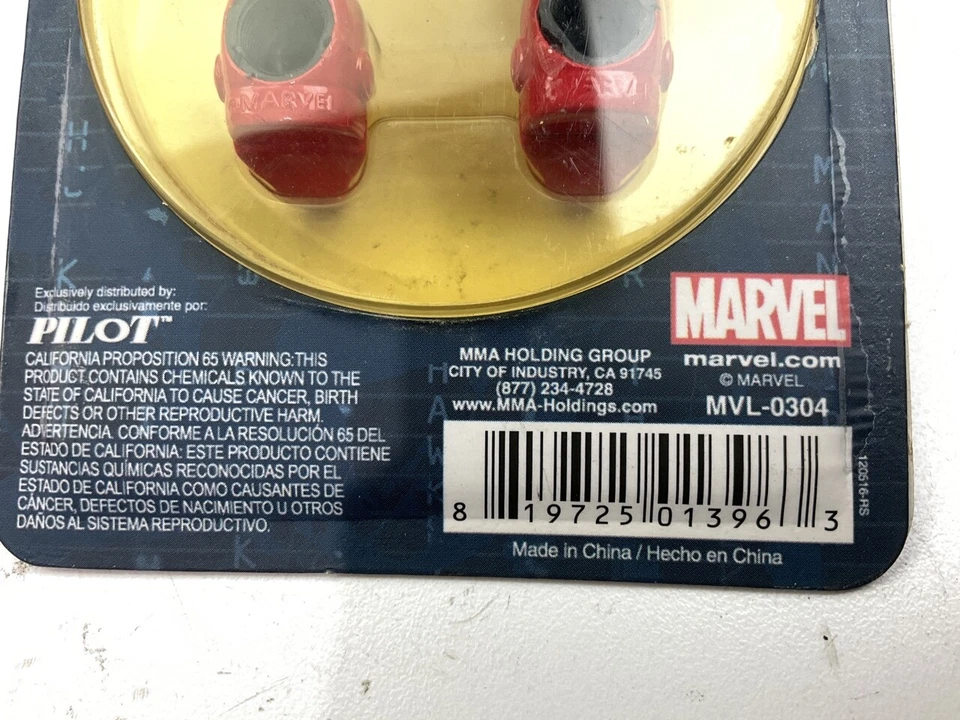 MARVEL
Exclusively distributed by:
Distribuido exclusivamente por:
PILOT™
CALIFORNIA PROPOSITION 65 WARNING:THIS
PRODUCT CONTAINS CHEMICALS KNOWN TO THE
STATE OF CALIFORNIA TO CAUSE CANCER, BIRTH
DEFECTS OR OTHER REPRODUCTIVE HARM.
ADVERTENCIA. CONFORME A LA RESOLUCIÓN 65 DEL
ESTADO DE CALIFORNIA: ESTE PRODUCTO CONTIENE
SUSTANCIAS QUÍMICAS RECONOCIDAS POR EL
ESTADO DE CALIFORNIA COMO CAUSANTES DE
CÁNCER, DEFECTOS DE NACIMIENTO U OTROS
DAÑOS AL SISTEMA REPRODUCTIVO.
MMA HOLDING GROUP
CITY OF INDUSTRY, CA 91745
(877) 234-4728
www.MMA-Holdings.com
MARVEL
marvel.com
© MARVEL
MVL-0304
8 19725 01396 3
120516-RS
Made in China / Hecho en China